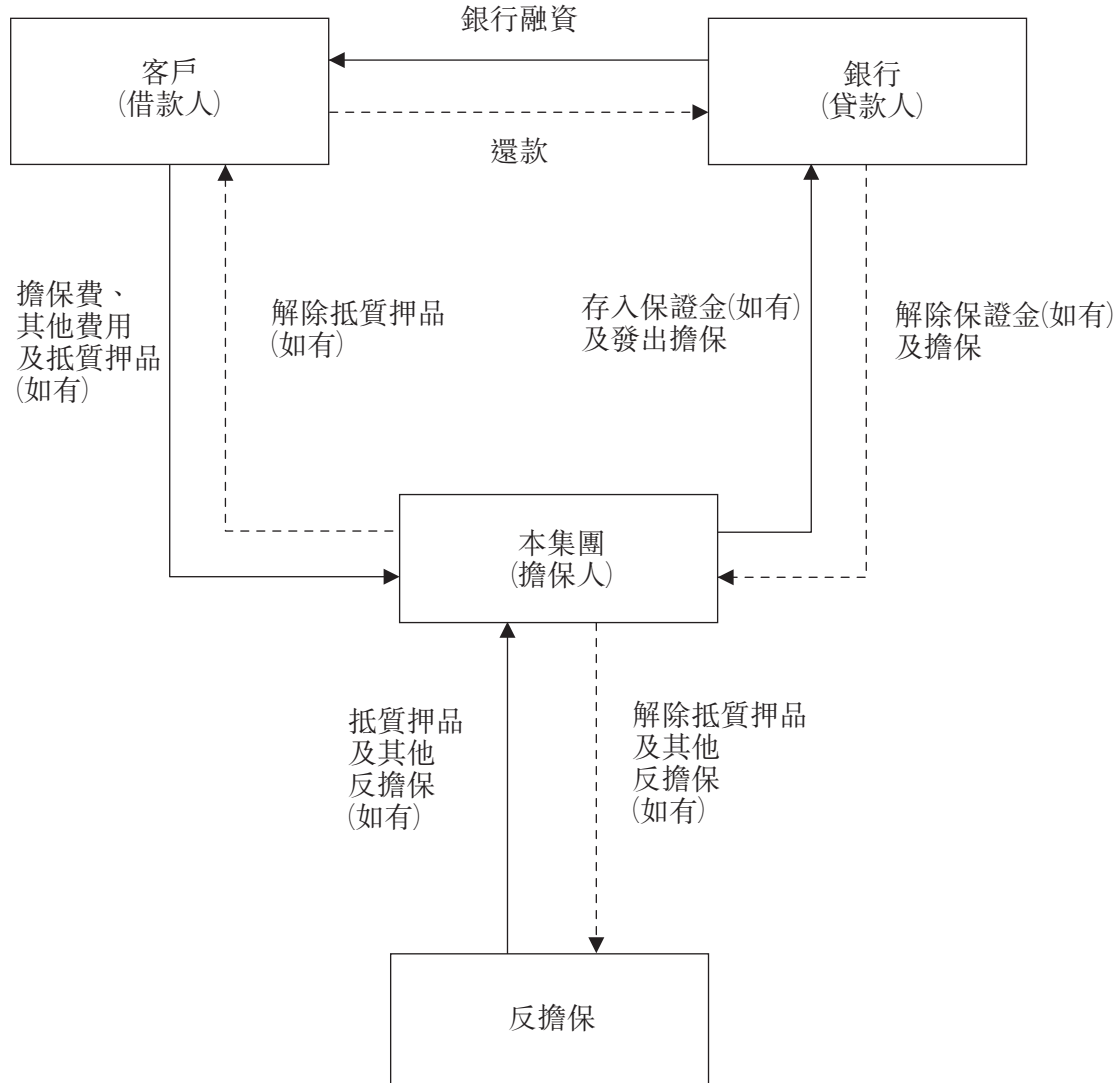 銀行融資
客戶
(借款人)
銀行
(貸款人)
還款
擔保費、
其他費用
及抵質押品
(如有)
解除抵質押品
(如有)
存入保證金(如有)
及發出擔保
解除保證金(如有)
及擔保
本集團
(擔保人)
抵質押品
及其他
反擔保
(如有)
解除抵質押品
及其他
反擔保
(如有)
反擔保